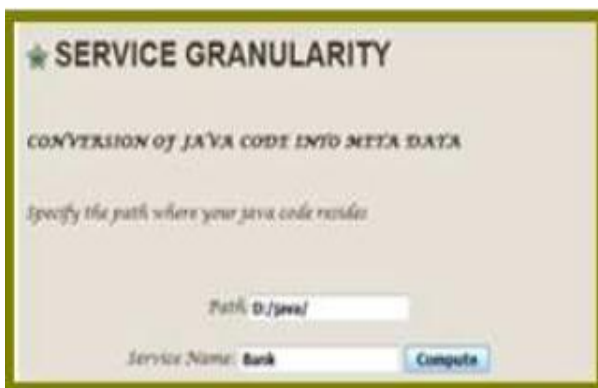 SERVICE GRANULARITY
CONVERSION OF JAVA CODE INTO META DATA
Specify the path where your java code resides
Path: D:/java/
Service Name: Bank Compute